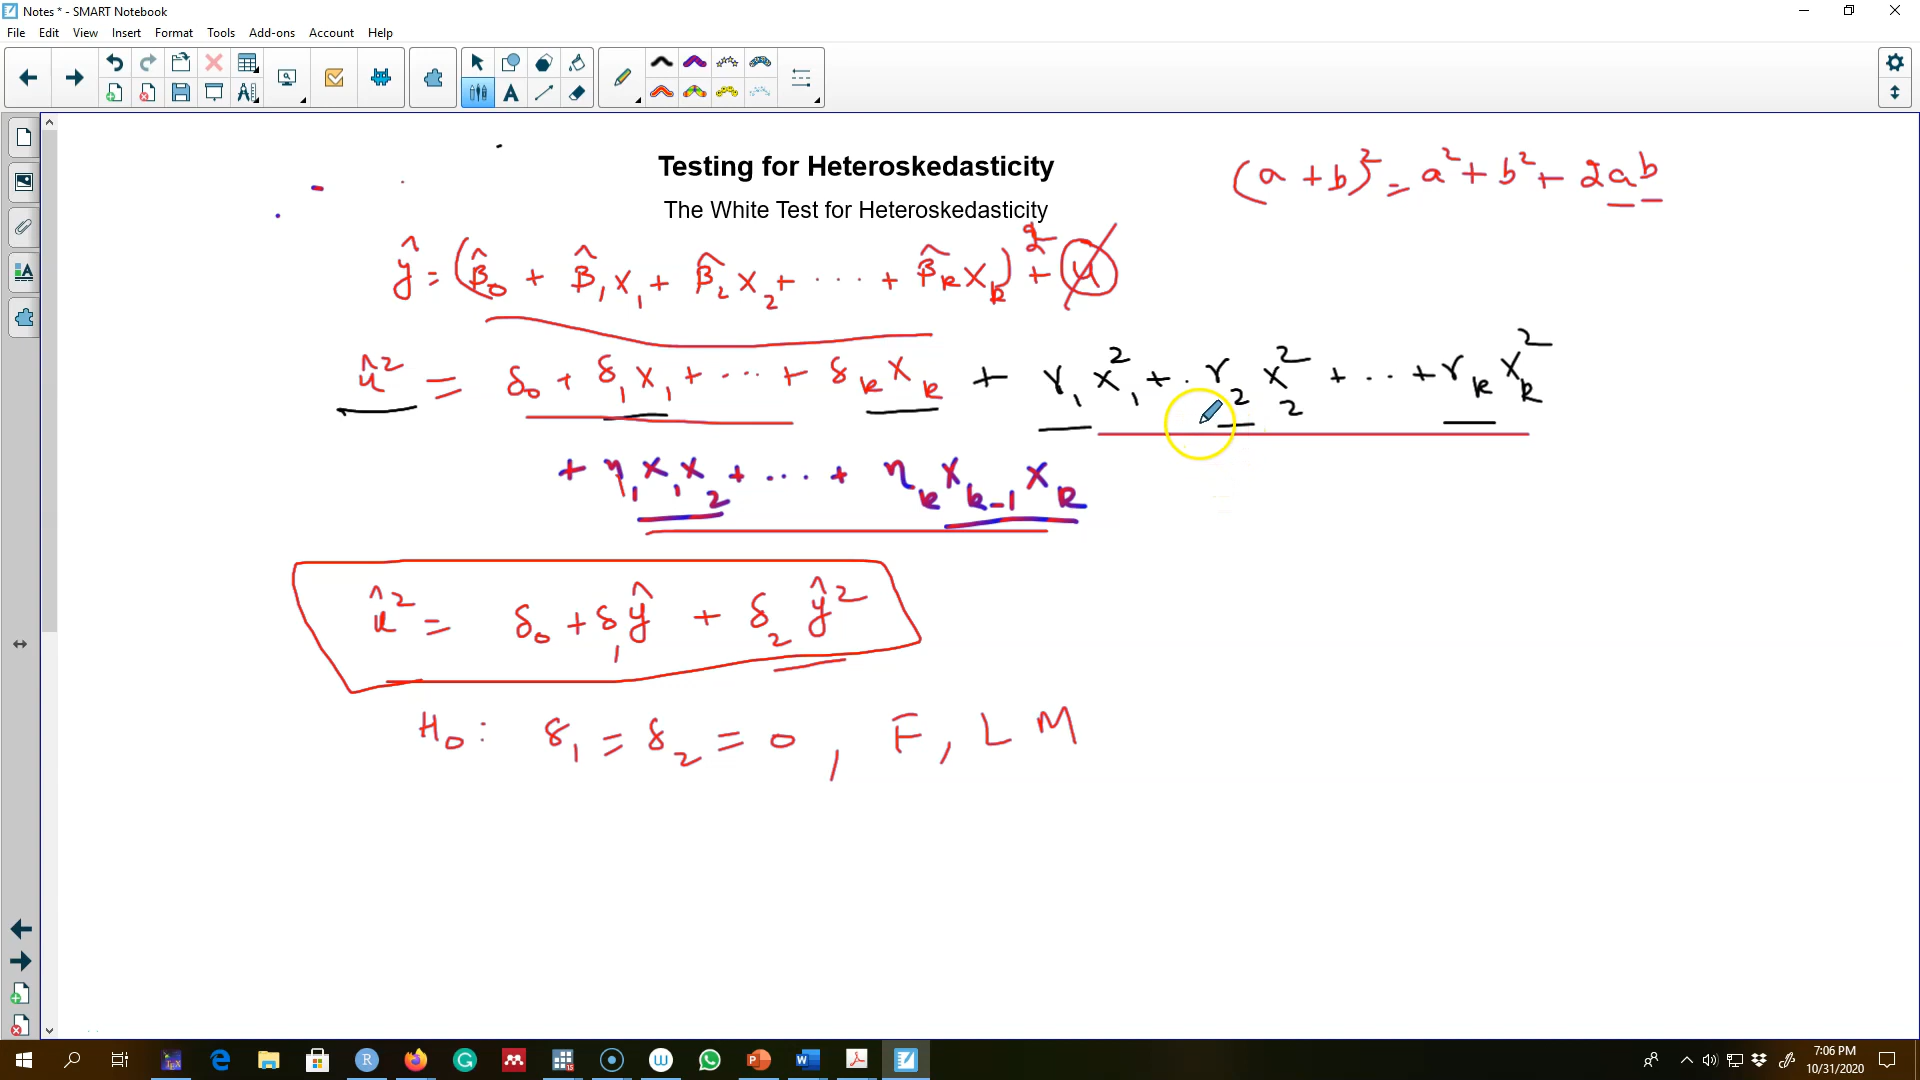 Notes * - SMART Notebook
File Edit View Insert Format Tools Add-ons Account Help
Testing for Heteroskedasticity
(a + b)² = a² + b² + 2ab
The White Test for Heteroskedasticity
ŷ = (β̂₀ + β̂₁x₁ + β̂₂x₂ + ···· + β̂ₖxₖ)² + u
û² = δ₀ + δ₁x₁ + ··· + δₖxₖ + γ₁x₁² + γ₂x₂² + ··· + γₖxₖ²
+ η₁x₁x₂ + ··· + ηₖxₖ₋₁xₖ
û² = δ₀ + δ₁ŷ + δ₂ŷ²
H₀ : δ₁ = δ₂ = 0 , F, LM
7:06 PM
10/31/2020